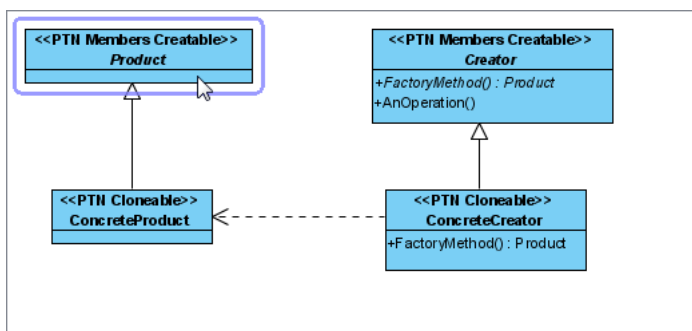 <<PTN Members Creatable>>
Product
<<PTN Members Creatable>>
Creator
+FactoryMethod() : Product
+AnOperation()
<<PTN Cloneable>>
ConcreteProduct
<<PTN Cloneable>>
ConcreteCreator
+FactoryMethod() : Product